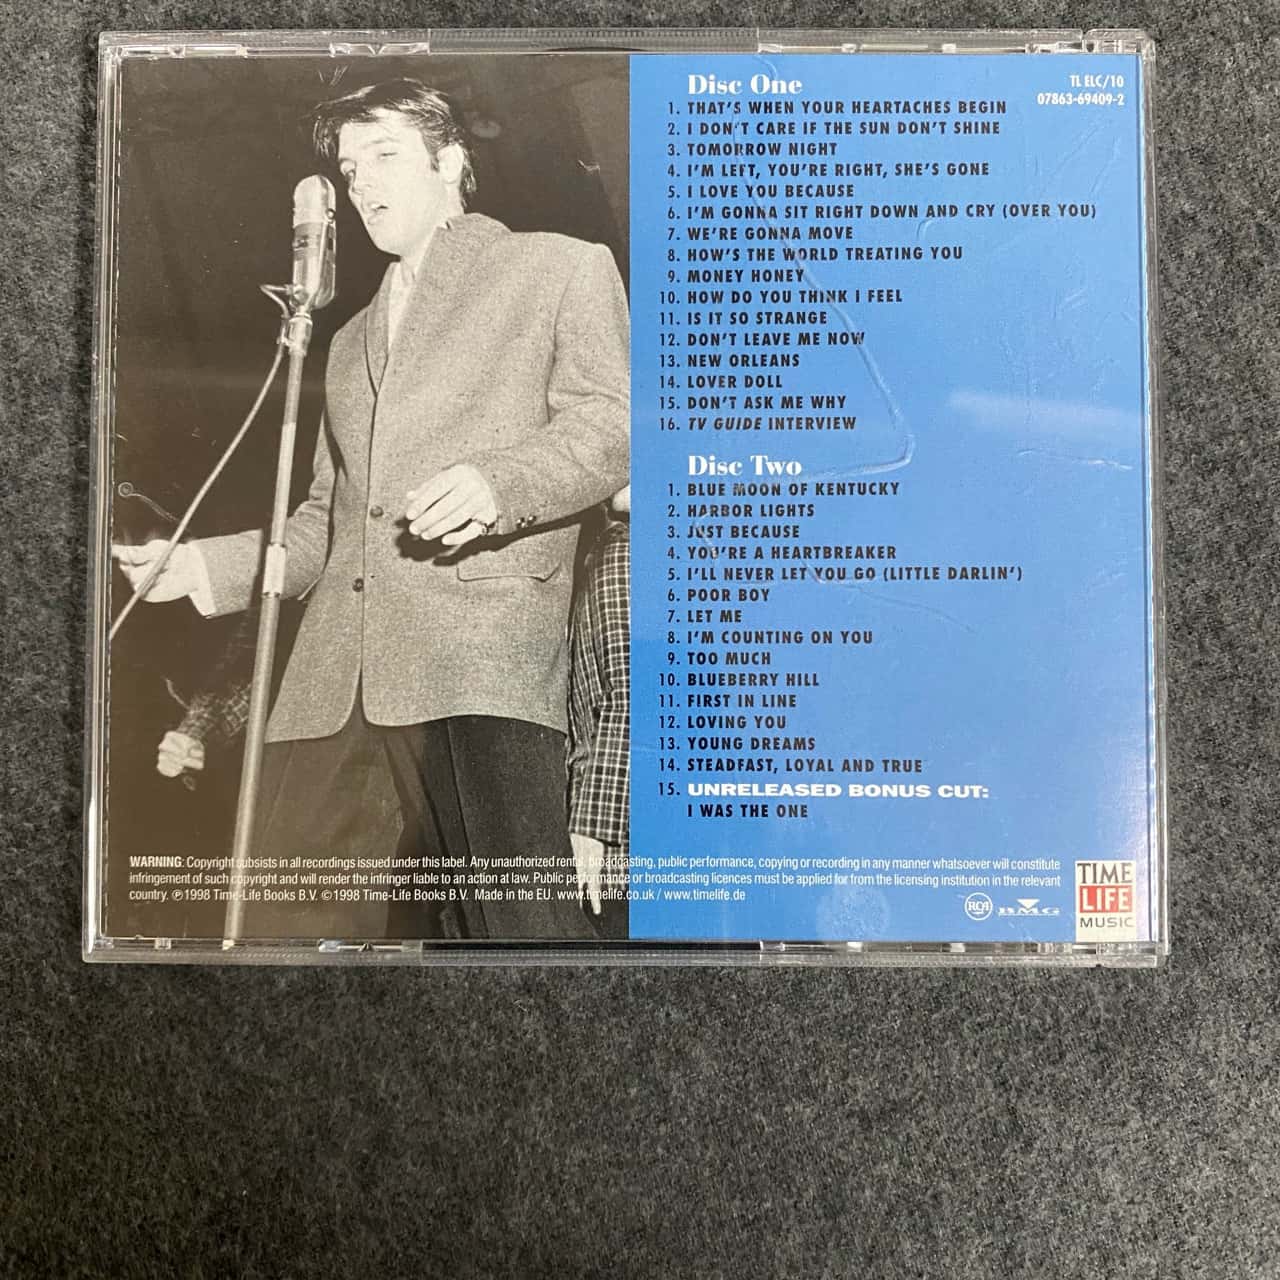 TL ELC/10
07863-69409-2
Disc One
1. THAT'S WHEN YOUR HEARTACHES BEGIN
2. I DON'T CARE IF THE SUN DON'T SHINE
3. TOMORROW NIGHT
4. I'M LEFT, YOU'RE RIGHT, SHE'S GONE
5. I LOVE YOU BECAUSE
6. I'M GONNA SIT RIGHT DOWN AND CRY (OVER YOU)
7. WE'RE GONNA MOVE
8. HOW'S THE WORLD TREATING YOU
9. MONEY HONEY
10. HOW DO YOU THINK I FEEL
11. IS IT SO STRANGE
12. DON'T LEAVE ME NOW
13. NEW ORLEANS
14. LOVER DOLL
15. DON'T ASK ME WHY
16. TV GUIDE INTERVIEW
Disc Two
1. BLUE MOON OF KENTUCKY
2. HARBOR LIGHTS
3. JUST BECAUSE
4. YOU'RE A HEARTBREAKER
5. I'LL NEVER LET YOU GO (LITTLE DARLIN')
6. POOR BOY
7. LET ME
8. I'M COUNTING ON YOU
9. TOO MUCH
10. BLUEBERRY HILL
11. FIRST IN LINE
12. LOVING YOU
13. YOUNG DREAMS
14. STEADFAST, LOYAL AND TRUE
15. UNRELEASED BONUS CUT:
I WAS THE ONE
WARNING: Copyright subsists in all recordings issued under this label. Any unauthorized rental, broadcasting, public performance, copying or recording in any manner whatsoever will constitute
infringement of such copyright and will render the infringer liable to an action at law. Public performance or broadcasting licences must be applied for from the licensing institution in the relevant
country. ℗1998 Time-Life Books B.V. ©1998 Time-Life Books B.V. Made in the EU. www.timelife.co.uk / www.timelife.de
RCA
BMG
TIME
LIFE
MUSIC